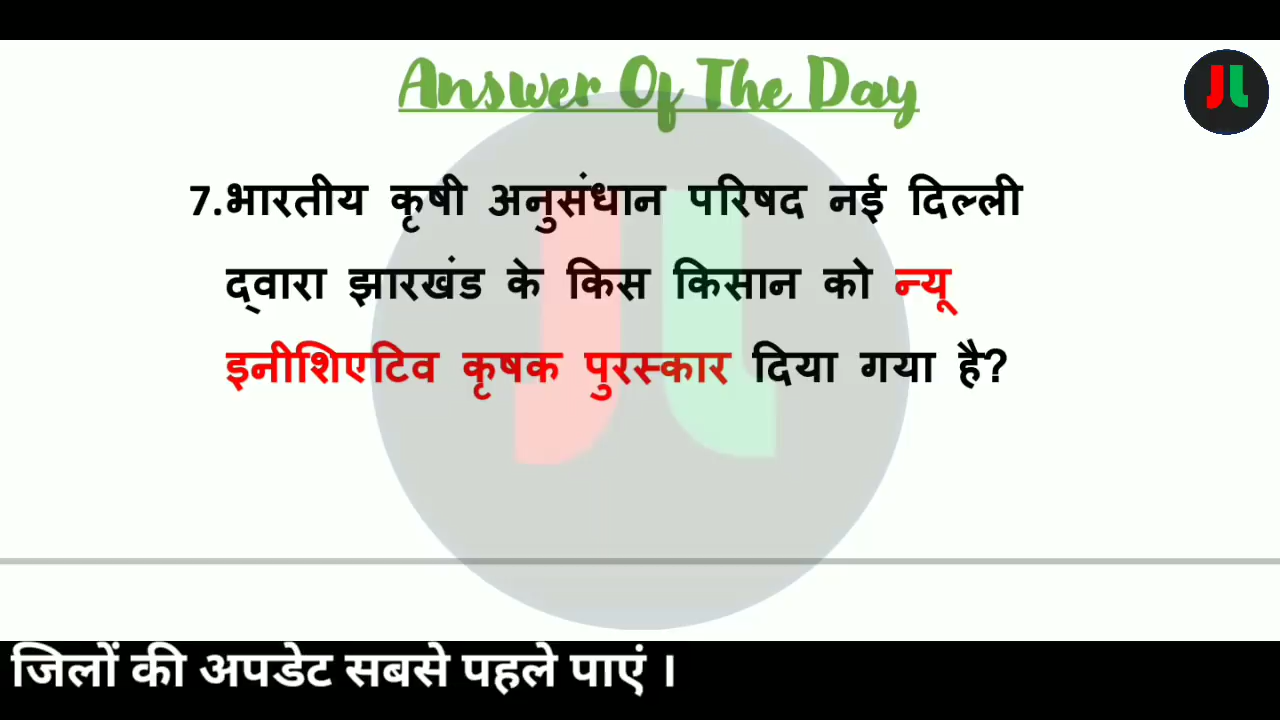 Answer Of The Day
JL
7.भारतीय कृषी अनुसंधान परिषद नई दिल्ली
द्वारा झारखंड के किस किसान को न्यू
इनीशिएटिव कृषक पुरस्कार दिया गया है?
जिलों की अपडेट सबसे पहले पाएं ।